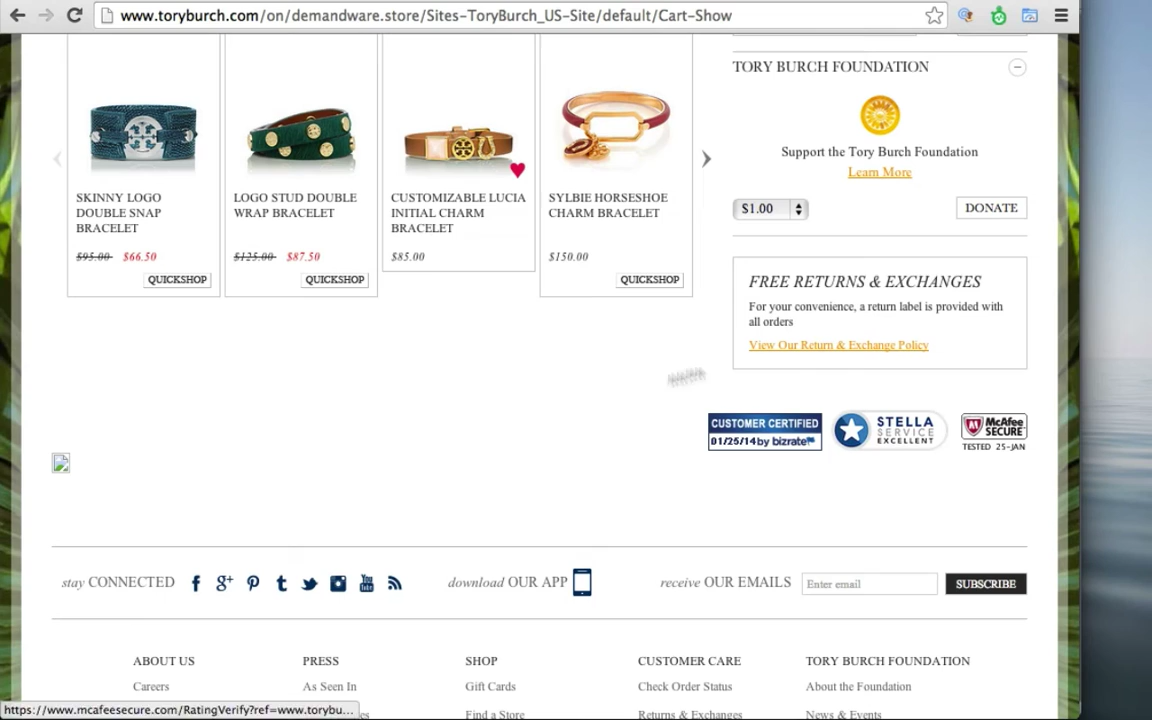 www.toryburch.com/on/demandware.store/Sites-ToryBurch_US-Site/default/Cart-Show
SKINNY LOGO
DOUBLE SNAP
BRACELET
$95.00 $66.50
QUICKSHOP
LOGO STUD DOUBLE
WRAP BRACELET
$125.00 $87.50
QUICKSHOP
CUSTOMIZABLE LUCIA
INITIAL CHARM
BRACELET
$85.00
SYLBIE HORSESHOE
CHARM BRACELET
$150.00
QUICKSHOP
TORY BURCH FOUNDATION
Support the Tory Burch Foundation
Learn More
$1.00
DONATE
FREE RETURNS & EXCHANGES
For your convenience, a return label is provided with
all orders
View Our Return & Exchange Policy
CUSTOMER CERTIFIED
01/25/14 by bizrate
STELLA
SERVICE
EXCELLENT
McAfee
SECURE
TESTED 25-JAN
stay CONNECTED
You
Tube
download OUR APP
receive OUR EMAILS
Enter email
SUBSCRIBE
ABOUT US
Careers
PRESS
As Seen In
SHOP
Gift Cards
Find a Store
CUSTOMER CARE
Check Order Status
Returns & Exchanges
TORY BURCH FOUNDATION
About the Foundation
News & Events
https://www.mcafeesecure.com/RatingVerify?ref=www.torybu...